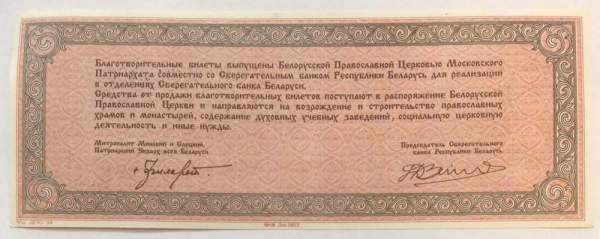 Благотворительные билеты выпущены Белорусской Православной Церковью Московского
Патриархата совместно со Сберегательным банком Республики Беларусь для реализации
в отделениях Сберегательного банка Беларуси.
Средства от продажи благотворительных билетов поступают в распоряжение Белорусской
Православной Церкви и направляются на возрождение и строительство православных
храмов и монастырей, содержание духовных учебных заведений, социальную церковную
деятельность и иные нужды.
Митрополит Минский и Слуцкий,
Патриарший Экзарх всея Беларуси
Председатель Сберегательного
банка Республики Беларусь
+ Филарет